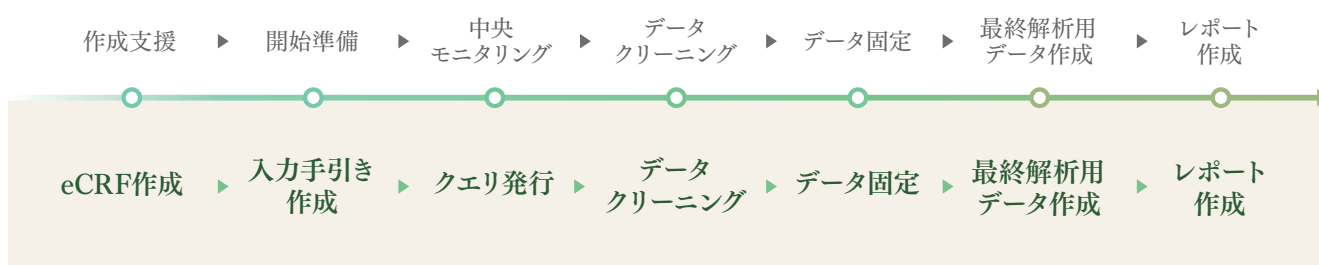 作成支援
開始準備
中央
モニタリング
データ
クリーニング
データ固定
最終解析用
データ作成
レポート
作成
eCRF作成
入力手引き
作成
クエリ発行
データ
クリーニング
データ固定
最終解析用
データ作成
レポート
作成